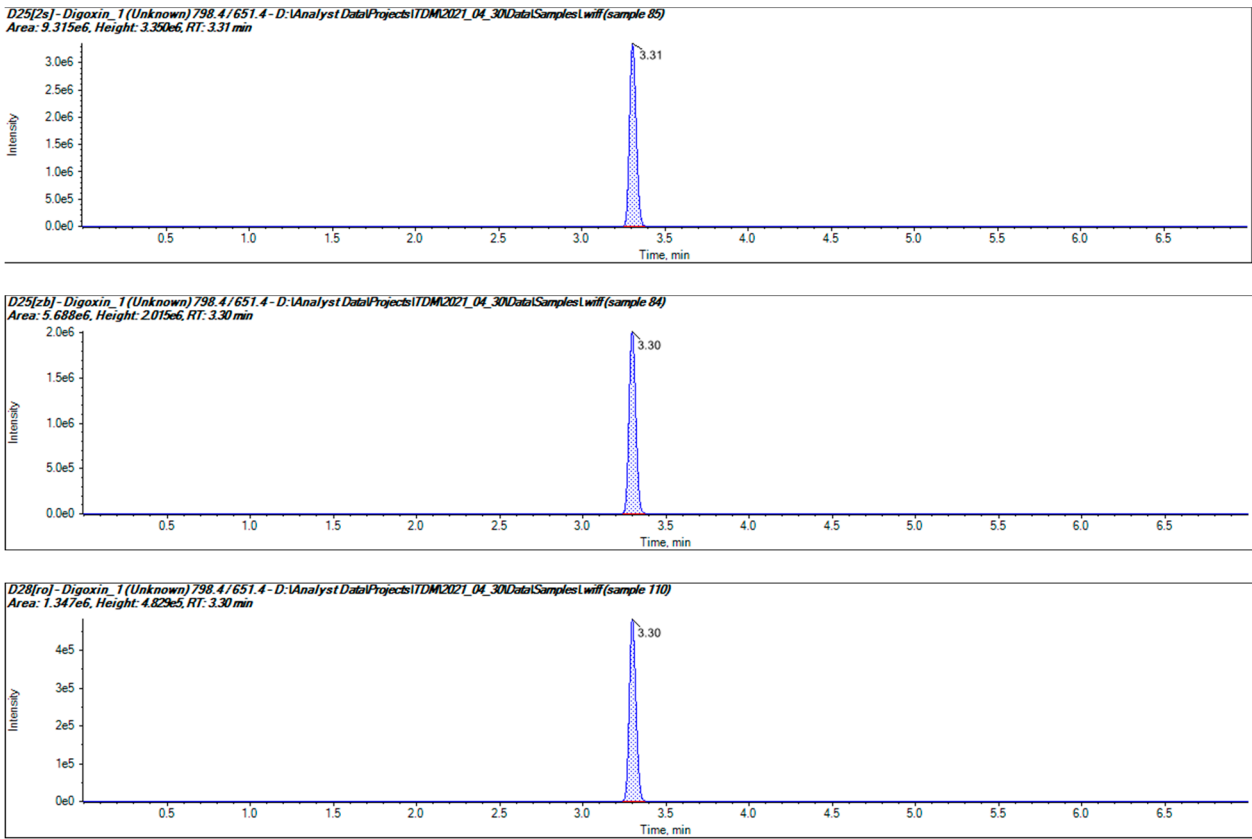 D25[2s] - Digoxin_1 (Unknown) 798.4 / 651.4 - D:\Analyst Data\Projects\TDM\2021_04_30\Data\Samples\.wiff (sample 85)
Area: 9.315e6, Height: 3.350e6, RT: 3.31 min
3.31
3.0e6
2.5e6
2.0e6
1.5e6
1.0e6
5.0e5
0.0e0
Intensity
0.5 1.0 1.5 2.0 2.5 3.0 3.5 4.0 4.5 5.0 5.5 6.0 6.5
Time, min
D25[zb] - Digoxin_1 (Unknown) 798.4 / 651.4 - D:\Analyst Data\Projects\TDM\2021_04_30\Data\Samples\.wiff (sample 84)
Area: 5.688e6, Height: 2.015e6, RT: 3.30 min
2.0e6
3.30
1.5e6
1.0e6
5.0e5
0.0e0
Intensity
0.5 1.0 1.5 2.0 2.5 3.0 3.5 4.0 4.5 5.0 5.5 6.0 6.5
Time, min
D28[ro] - Digoxin_1 (Unknown) 798.4 / 651.4 - D:\Analyst Data\Projects\TDM\2021_04_30\Data\Samples\.wiff (sample 110)
Area: 1.347e6, Height: 4.829e5, RT: 3.30 min
3.30
4e5
3e5
2e5
1e5
0e0
Intensity
0.5 1.0 1.5 2.0 2.5 3.0 3.5 4.0 4.5 5.0 5.5 6.0 6.5
Time, min